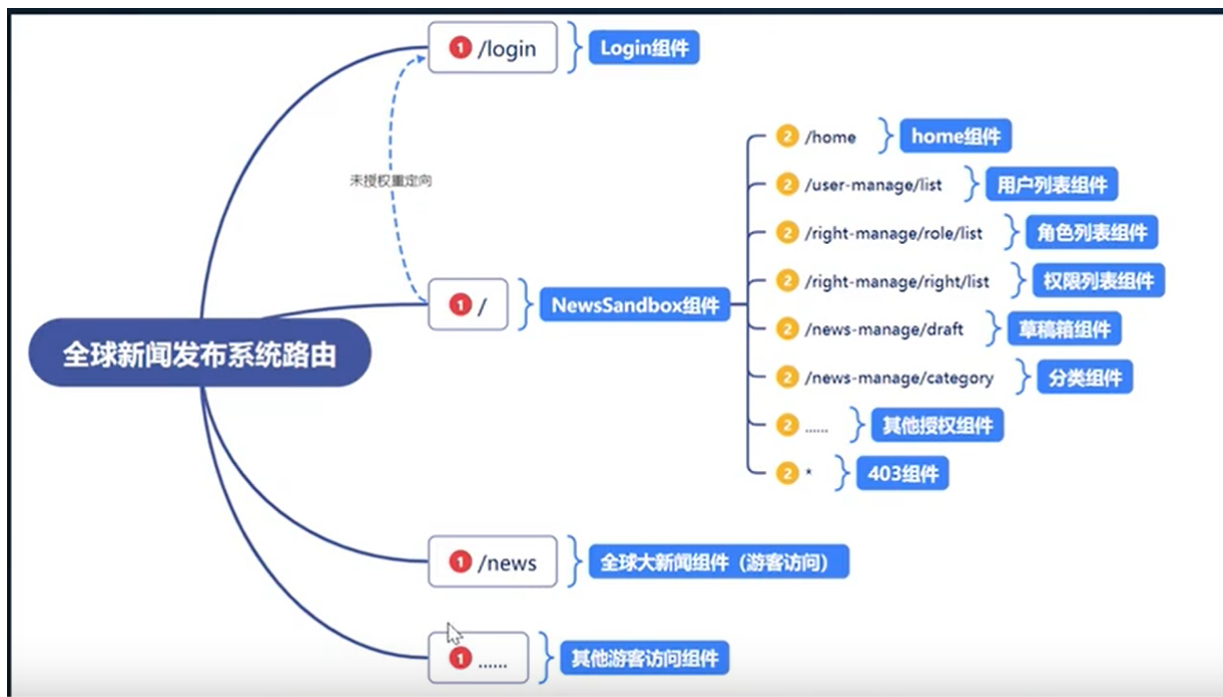 1 /login
Login组件
未授权重定向
1 /
NewsSandbox组件
2 /home
home组件
2 /user-manage/list
用户列表组件
2 /right-manage/role/list
角色列表组件
2 /right-manage/right/list
权限列表组件
2 /news-manage/draft
草稿箱组件
2 /news-manage/category
分类组件
2 ......
其他授权组件
2 *
403组件
全球新闻发布系统路由
1 /news
全球大新闻组件（游客访问）
1 ......
其他游客访问组件